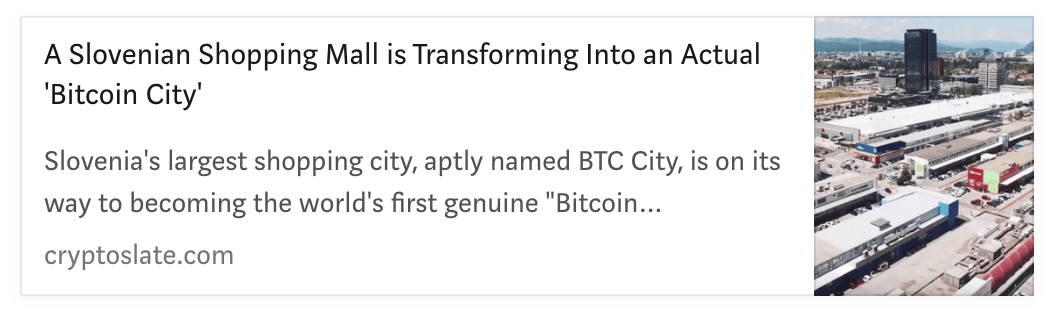 A Slovenian Shopping Mall is Transforming Into an Actual
'Bitcoin City'
Slovenia's largest shopping city, aptly named BTC City, is on its
way to becoming the world's first genuine "Bitcoin...
cryptoslate.com